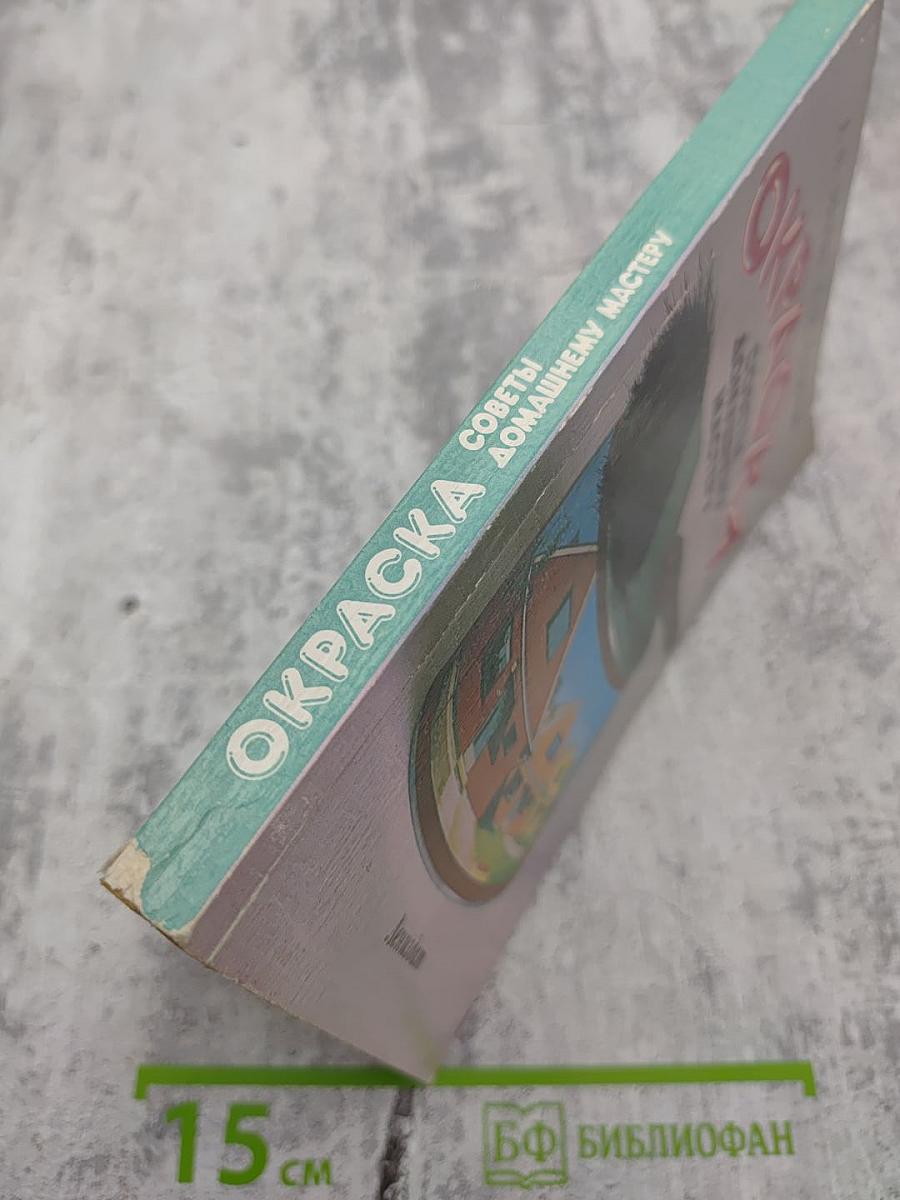 ОКРАСКА
СОВЕТЫ
ДОМАШНЕМУ МАСТЕРУ
15 см
БФ БИБЛИОФАН